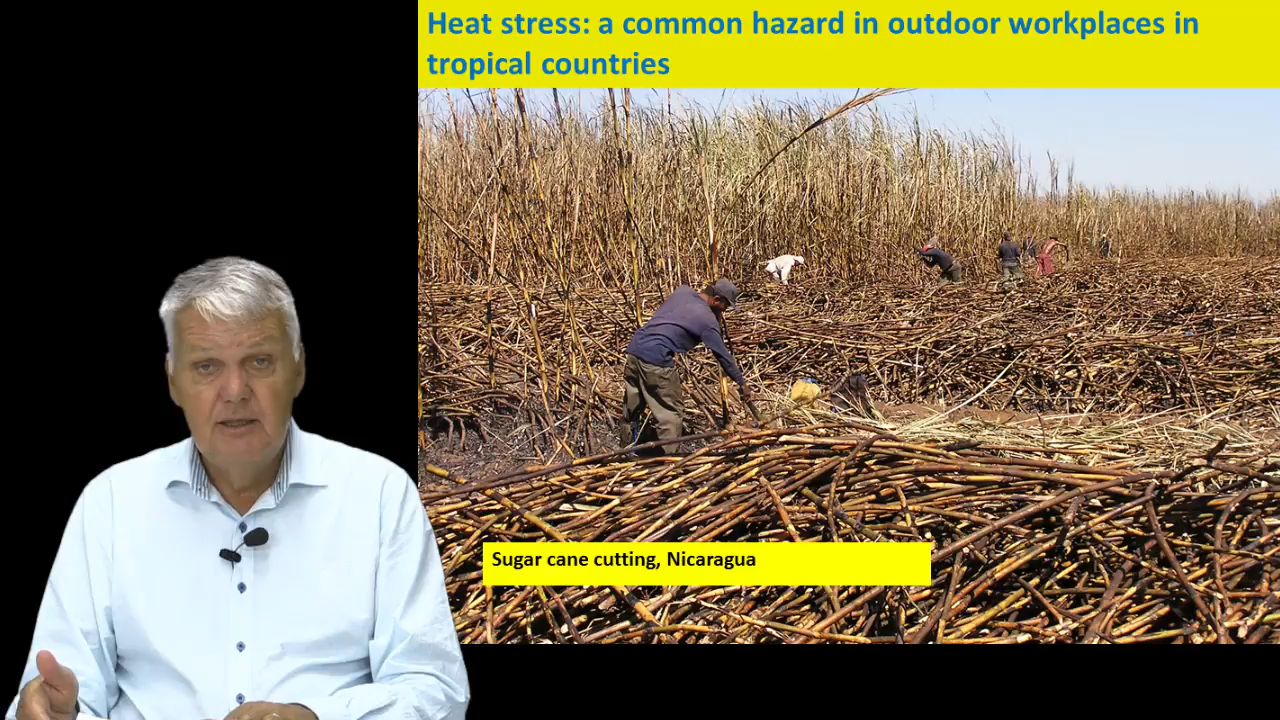 Heat stress: a common hazard in outdoor workplaces in
tropical countries
Sugar cane cutting, Nicaragua